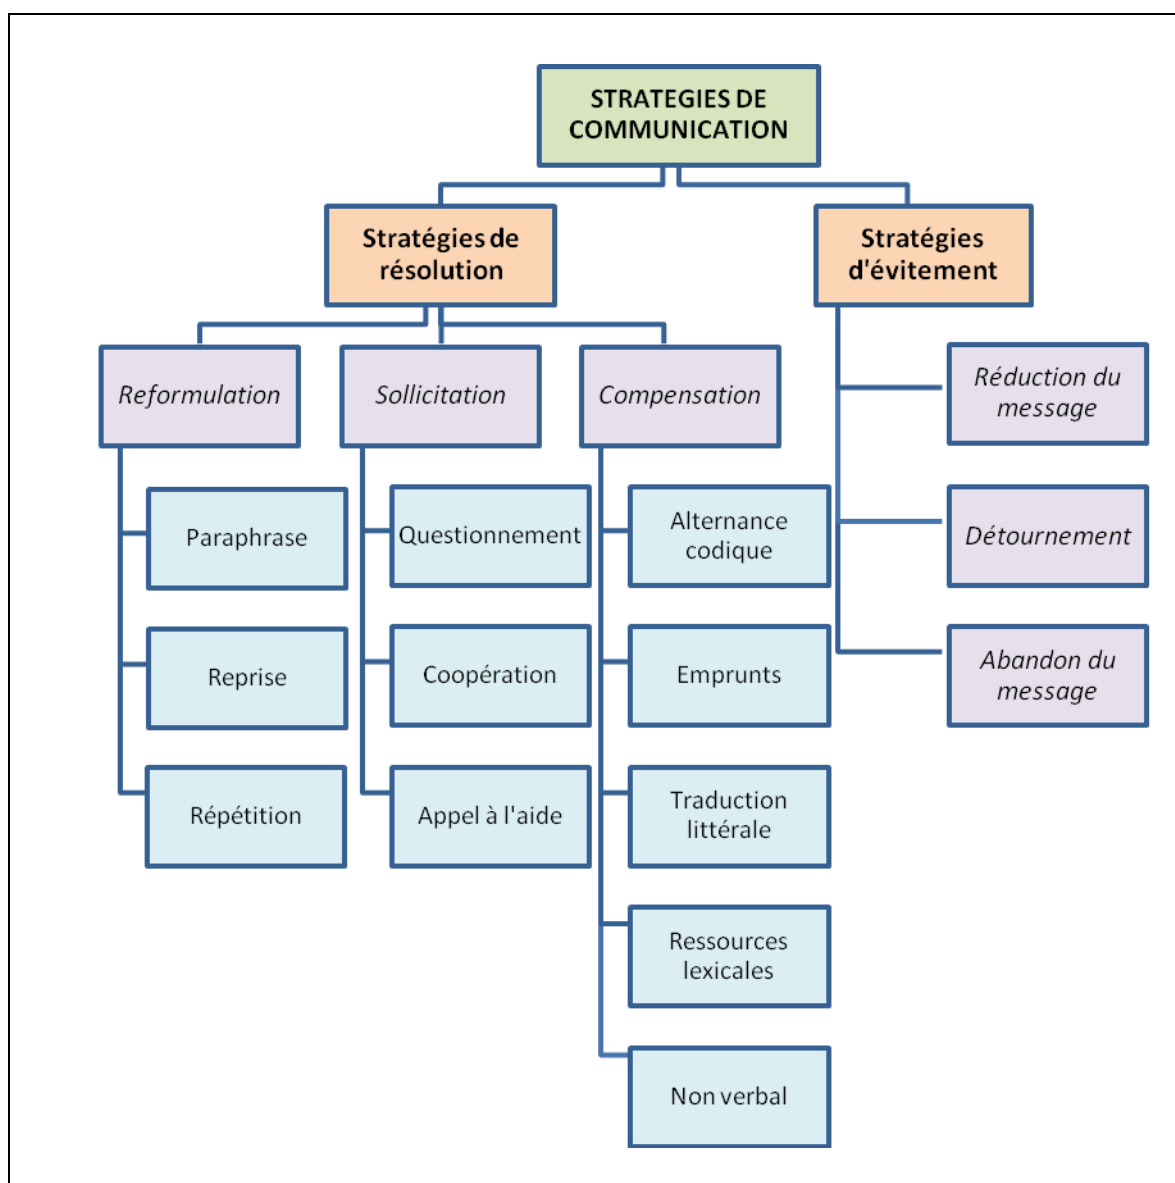 STRATEGIES DE
COMMUNICATION
Stratégies de
résolution
Stratégies
d'évitement
Reformulation
Sollicitation
Compensation
Réduction du
message
Paraphrase
Questionnement
Alternance
codique
Détournement
Reprise
Coopération
Emprunts
Abandon du
message
Répétition
Appel à l'aide
Traduction
littérale
Ressources
lexicales
Non verbal